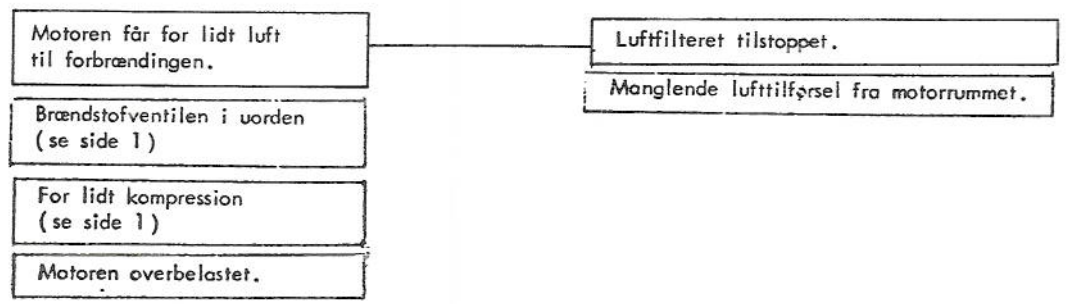 Motoren får for lidt luft
til forbrændingen.
Luftfilteret tilstoppet.
Manglende lufttilførsel fra motorrummet.
Brændstofventilen i uorden
(se side 1)
For lidt kompression
(se side 1)
Motoren overbelastet.